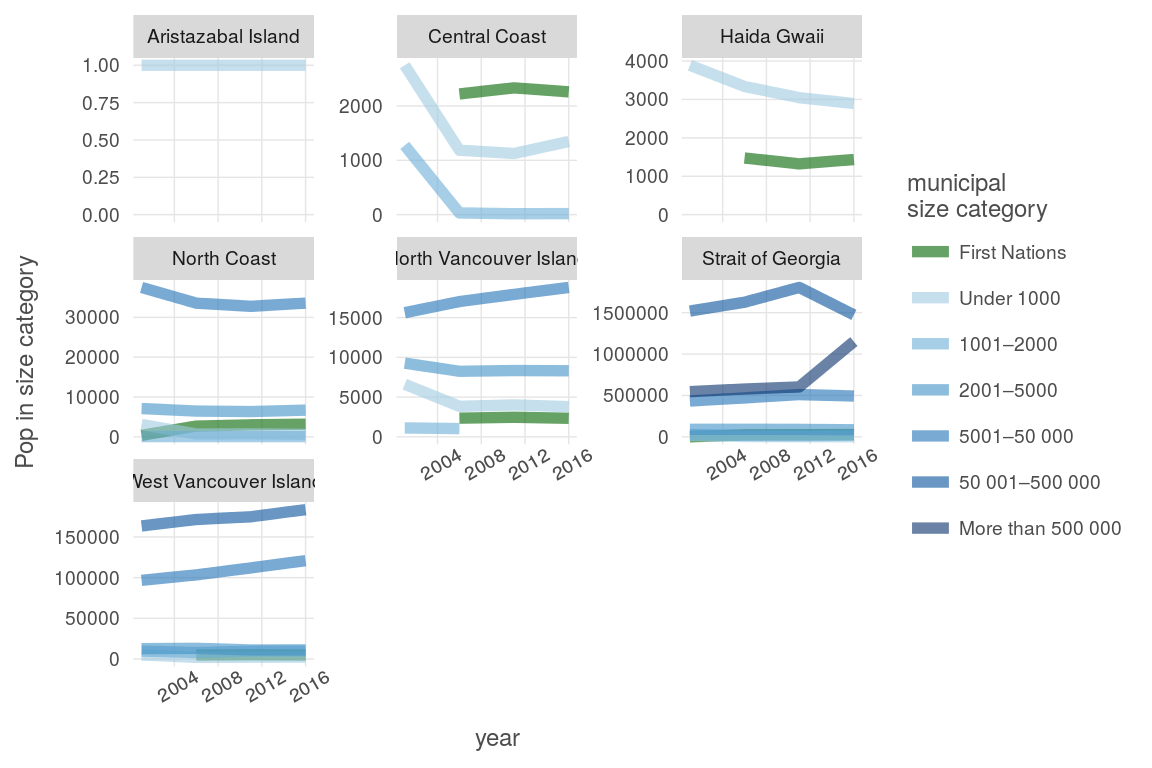 Aristazabal Island
Central Coast
Haida Gwaii
1.00
0.75
0.50
0.25
0.00
2000
1000
0
4000
3000
2000
1000
0
North Coast
North Vancouver Islan
Strait of Georgia
30000
20000
10000
0
15000
10000
5000
0
2004 2008 2012 2016
1500000
1000000
500000
0
2004 2008 2012 2016
West Vancouver Island
150000
100000
50000
0
2004 2008 2012 2016
Pop in size category
year
municipal
size category
First Nations
Under 1000
1001–2000
2001–5000
5001–50 000
50 001–500 000
More than 500 000